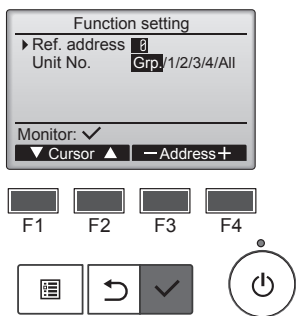 Function setting
Ref. address 0
Unit No. Grp./1/2/3/4/All
Monitor: ✓
▼ Cursor ▲ −Address+
F1 F2 F3 F4